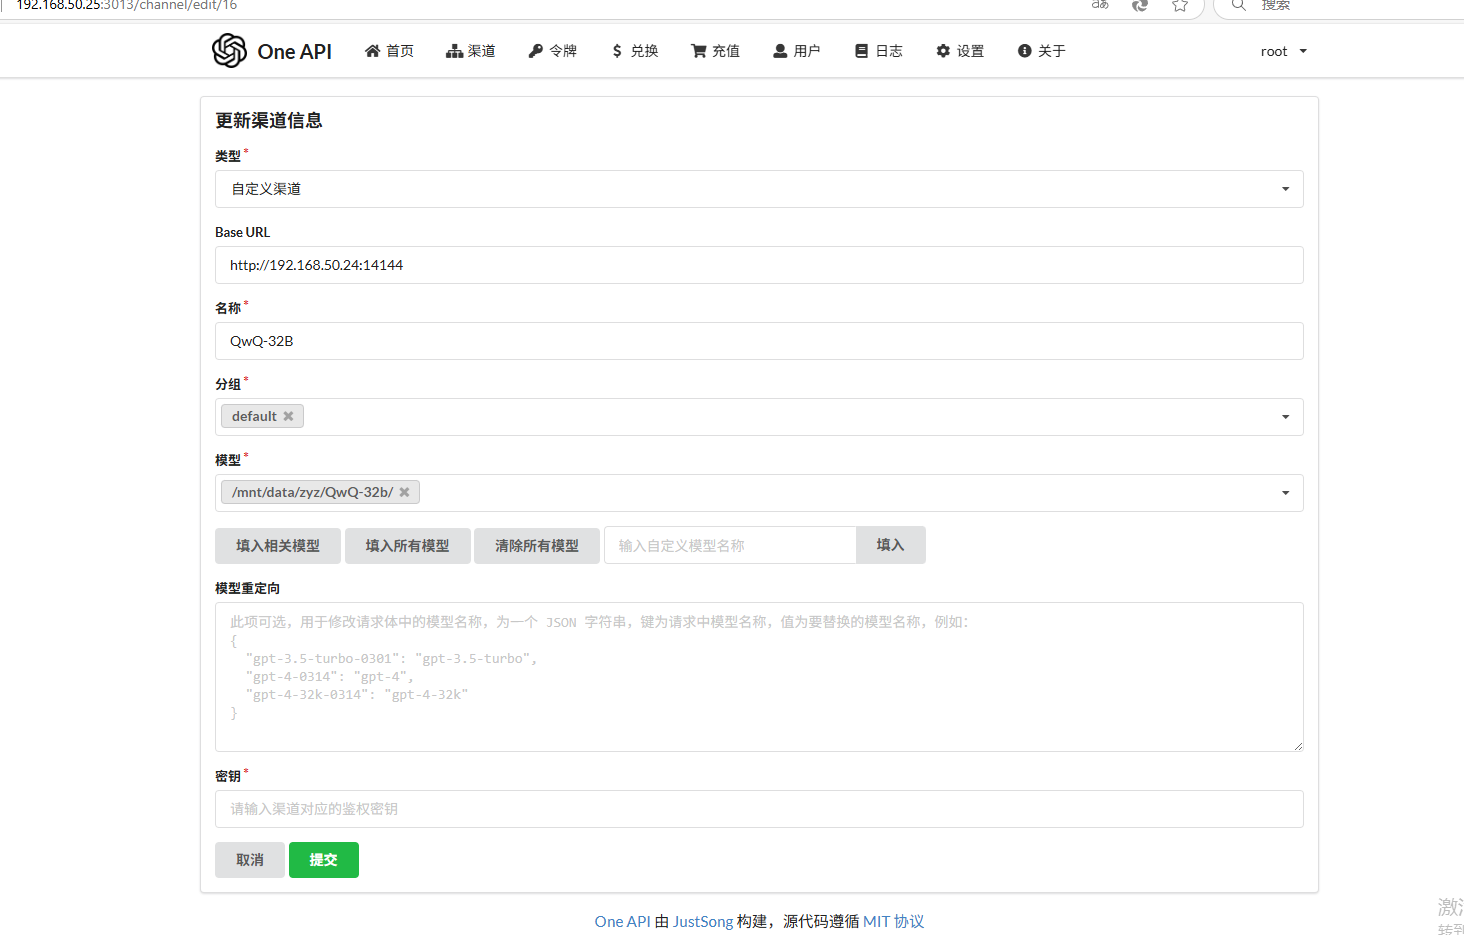 192.168.50.25:3013/channel/edit/16
搜索
One API 首页 渠道 令牌 兑换 充值 用户 日志 设置 关于 root
更新渠道信息
类型*
自定义渠道
Base URL
http://192.168.50.24:14144
名称*
QwQ-32B
分组*
default
模型*
/mnt/data/zyz/QwQ-32b/
填入相关模型 填入所有模型 清除所有模型 输入自定义模型名称 填入
模型重定向
此项可选，用于修改请求体中的模型名称，为一个 JSON 字符串，键为请求中模型名称，值为要替换的模型名称，例如：
{
"gpt-3.5-turbo-0301": "gpt-3.5-turbo",
"gpt-4-0314": "gpt-4",
"gpt-4-32k-0314": "gpt-4-32k"
}
密钥*
请输入渠道对应的鉴权密钥
取消 提交
One API 由 JustSong 构建，源代码遵循 MIT 协议
转到